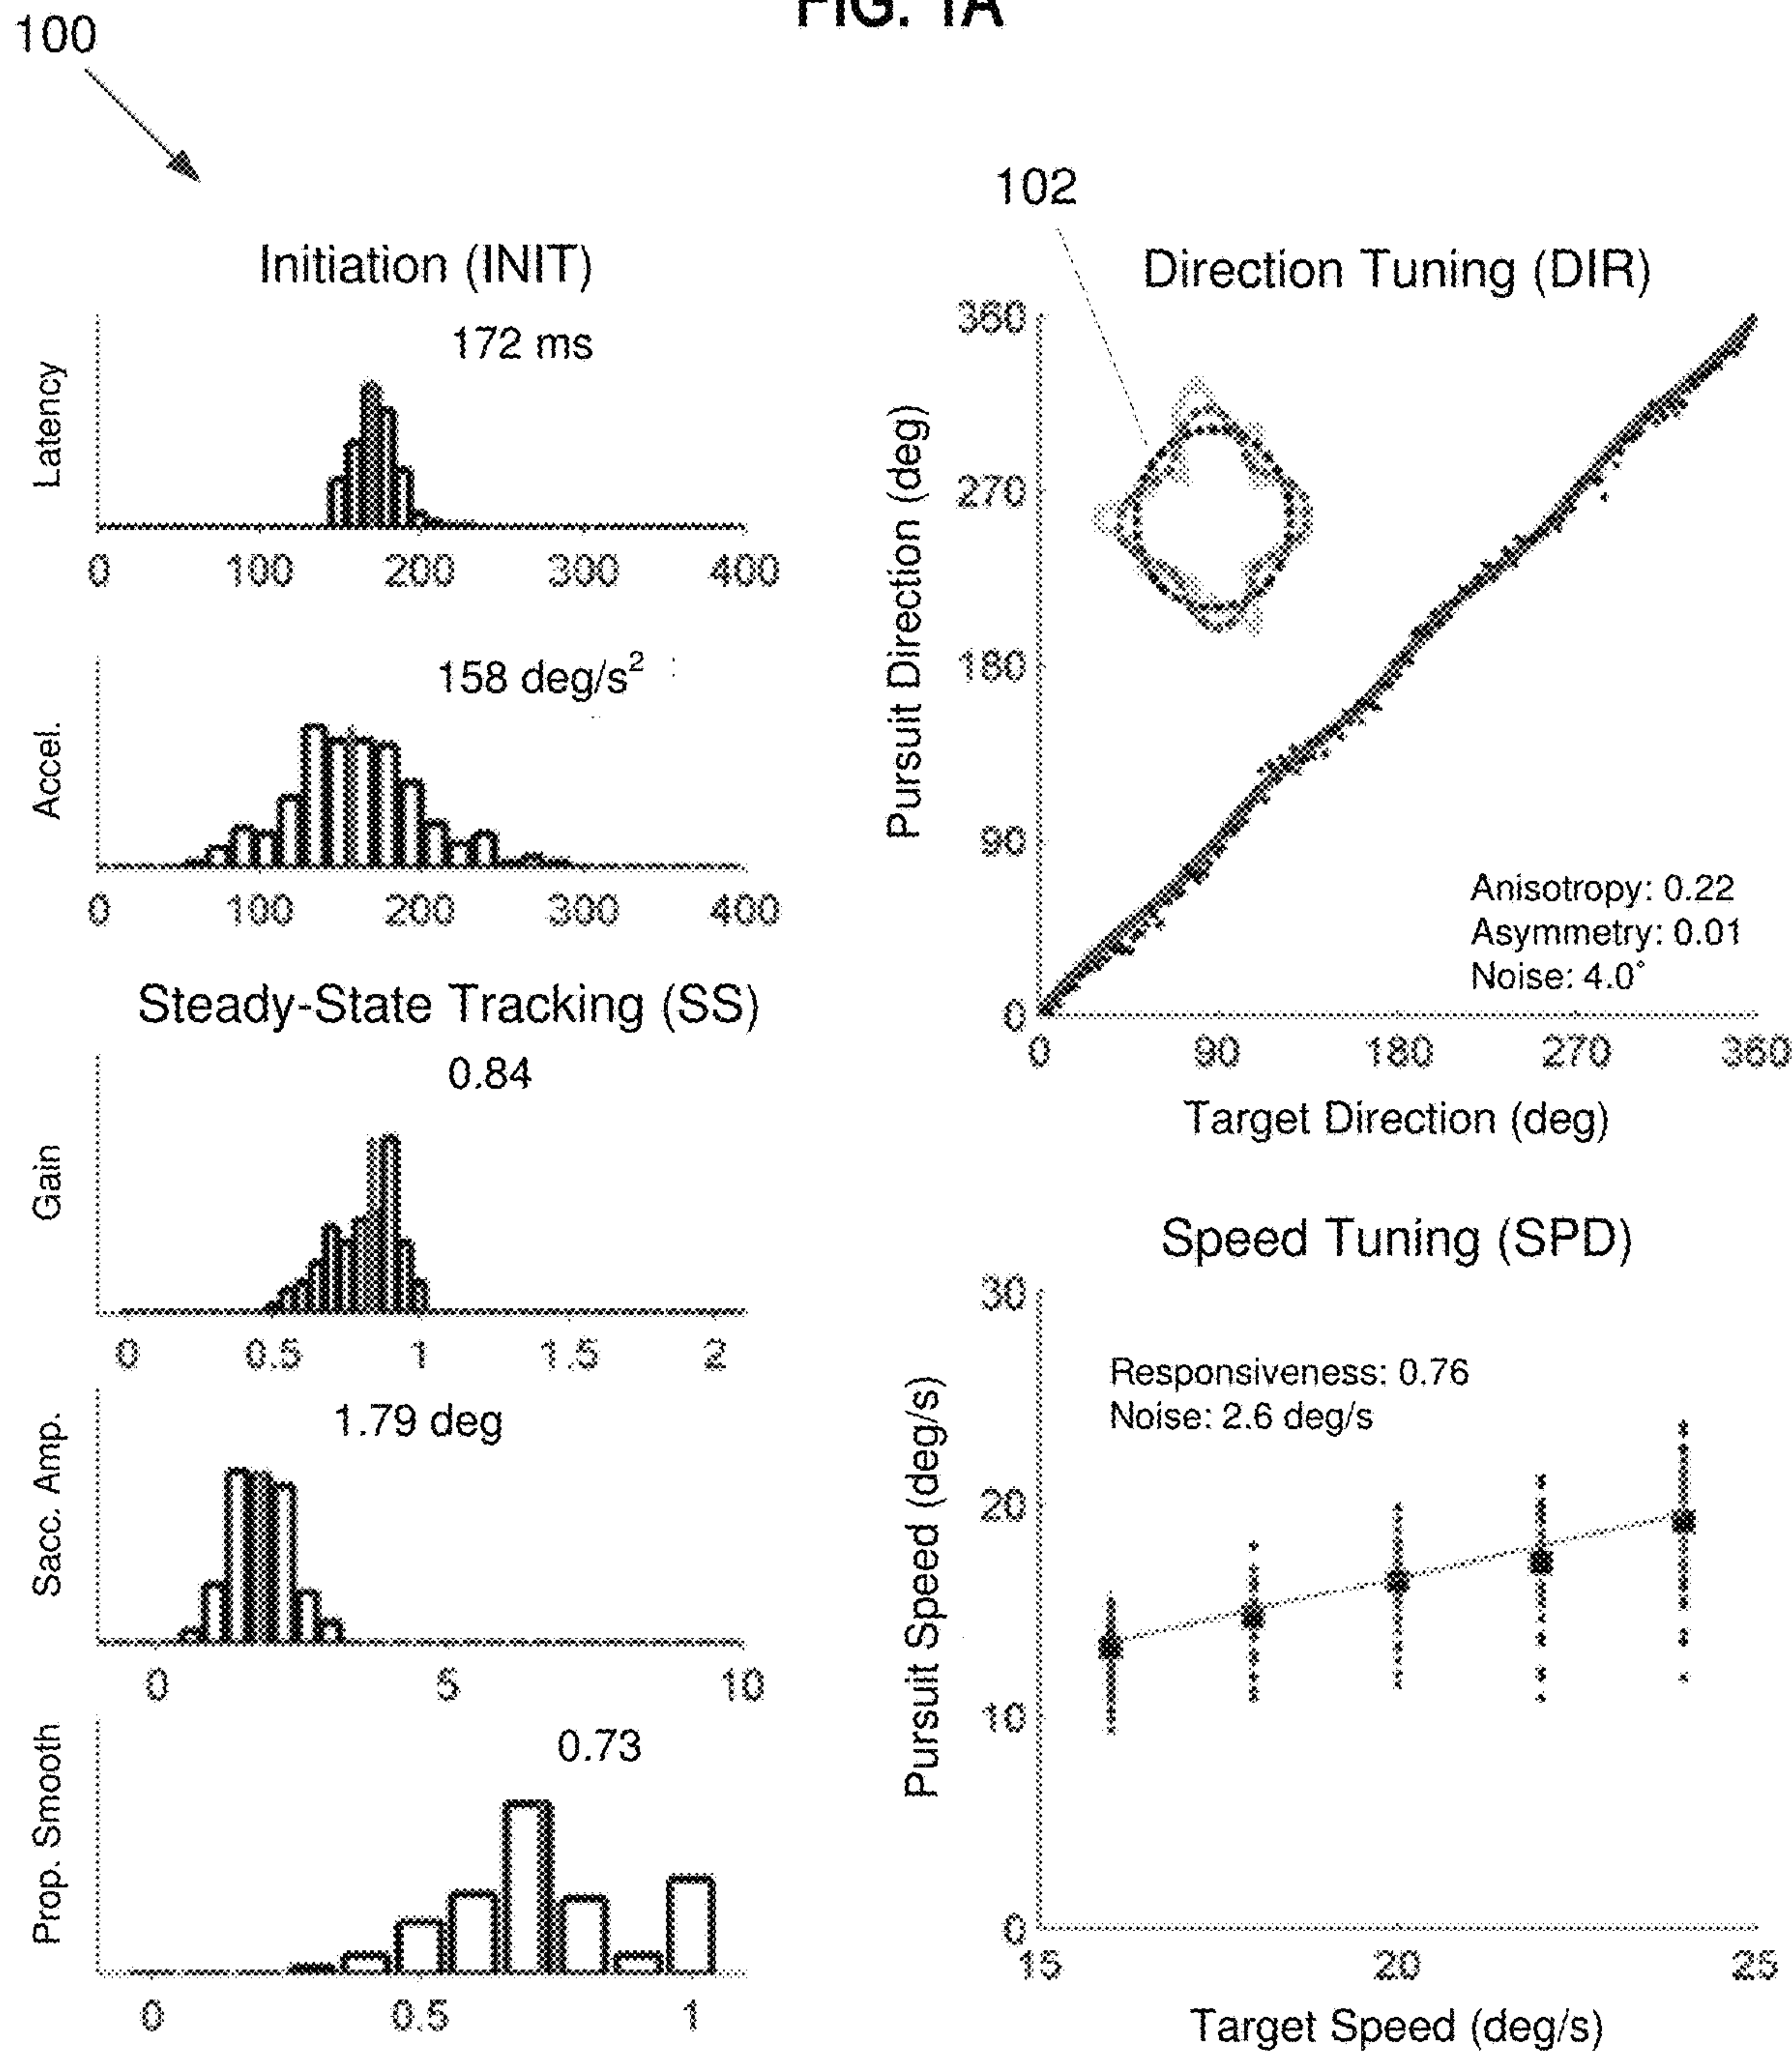 FIG. 1A
100
Initiation (INIT)
172 ms
Latency
0 100 200 300 400
158 deg/s²
Accel.
0 100 200 300 400
Steady-State Tracking (SS)
0.84
Gain
0 0.5 1 1.5 2
1.79 deg
Sacc. Amp.
0 5 10
0.73
Prop. Smooth
0 0.5 1
102
Direction Tuning (DIR)
360
270
180
90
0
Pursuit Direction (deg)
Anisotropy: 0.22
Asymmetry: 0.01
Noise: 4.0°
0 90 180 270 360
Target Direction (deg)
Speed Tuning (SPD)
30
20
10
0
Pursuit Speed (deg/s)
Responsiveness: 0.76
Noise: 2.6 deg/s
15 20 25
Target Speed (deg/s)